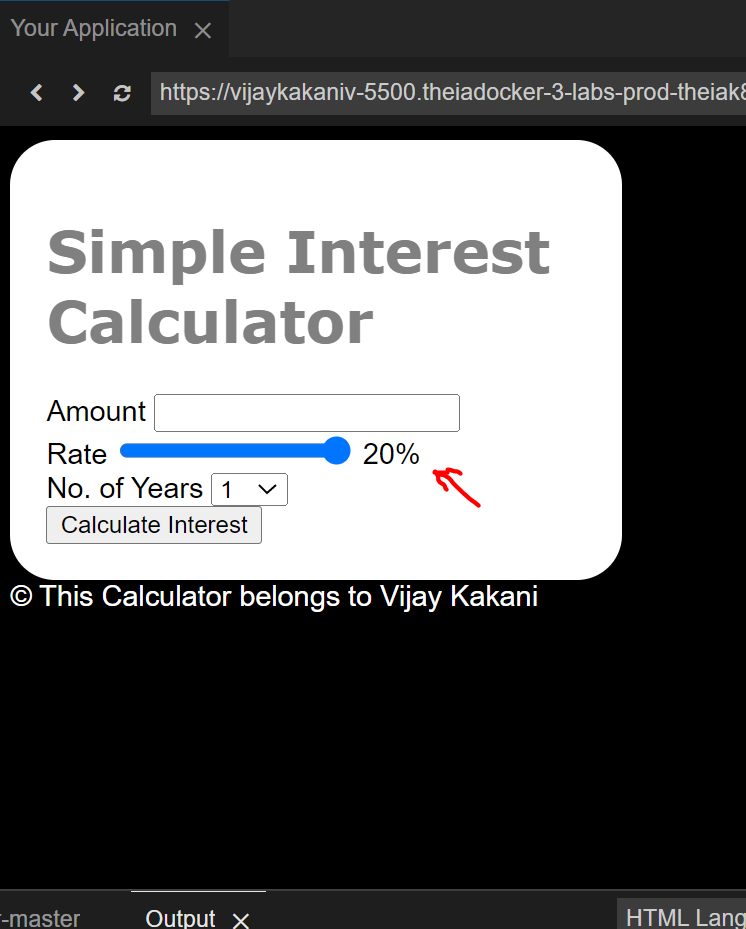 Your Application
https://vijaykakaniv-5500.theiadocker-3-labs-prod-theiak8
Simple Interest
Calculator
Amount
Rate 20%
No. of Years 1
Calculate Interest
© This Calculator belongs to Vijay Kakani
-master Output HTML Lang